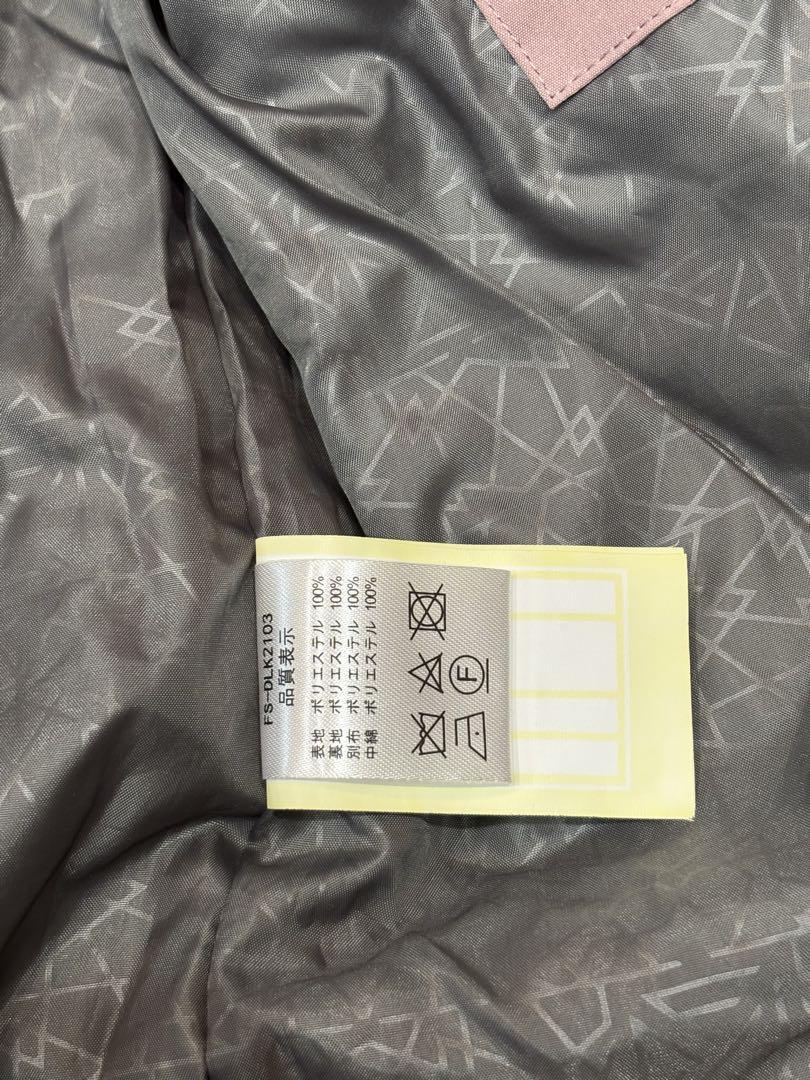 FS-DLK2103
品質表示
表地 ポリエステル 100%
裏地 ポリエステル 100%
別布 ポリエステル 100%
中綿 ポリエステル 100%
F